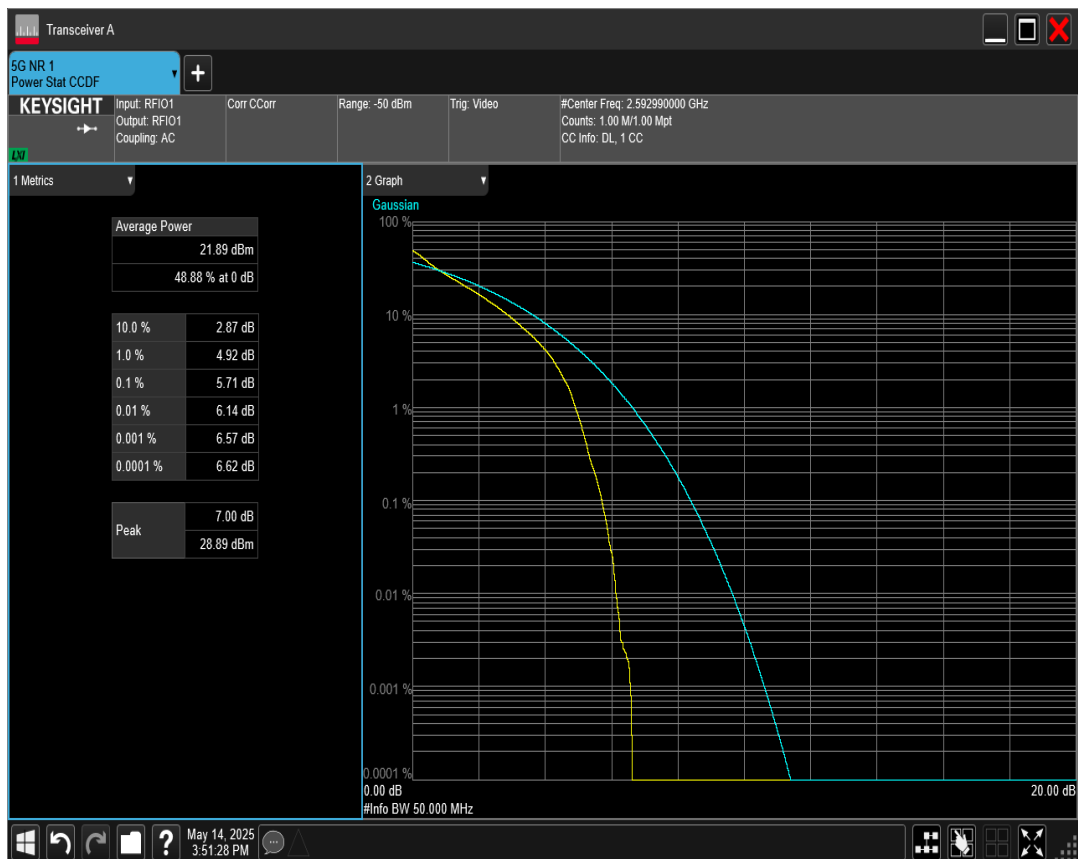 Transceiver A
5G NR 1
Power Stat CCDF
+
KEYSIGHT
LXI
Input: RFIO1
Output: RFIO1
Coupling: AC
Corr CCorr
Range: -50 dBm
Trig: Video
#Center Freq: 2.592990000 GHz
Counts: 1.00 M/1.00 Mpt
CC Info: DL, 1 CC
1 Metrics
Average Power
21.89 dBm
48.88 % at 0 dB
10.0 % 2.87 dB
1.0 % 4.92 dB
0.1 % 5.71 dB
0.01 % 6.14 dB
0.001 % 6.57 dB
0.0001 % 6.62 dB
Peak
7.00 dB
28.89 dBm
2 Graph
Gaussian
100 %
10 %
1 %
0.1 %
0.01 %
0.001 %
0.0001 %
0.00 dB 20.00 dB
#Info BW 50.000 MHz
?
May 14, 2025
3:51:28 PM